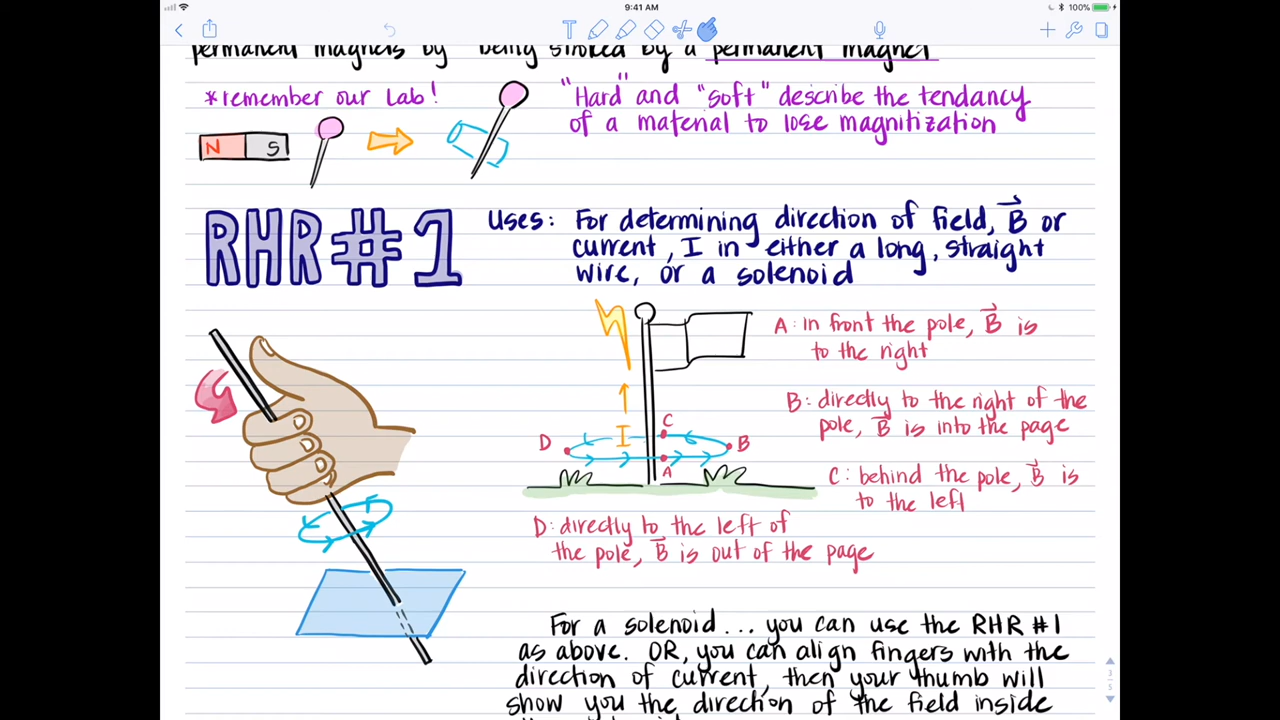 9:41 AM
100%
T
permanent magnets by being stroked by a permanent magnet
*remember our Lab!
"Hard" and "soft" describe the tendancy
of a material to lose magnitization
N S
RHR#1
Uses: For determining direction of field, B or
current, I in either a long, straight
wire, or a solenoid
A: in front the pole, B is
to the right
B: directly to the right of the
pole, B is into the page
I
C
D
B
A
C: behind the pole, B is
to the left
D: directly to the left of
the pole, B is out of the page
For a solenoid... you can use the RHR #1
as above. OR, you can align fingers with the
direction of current, then your thumb will
show you the direction of the field inside
3
5